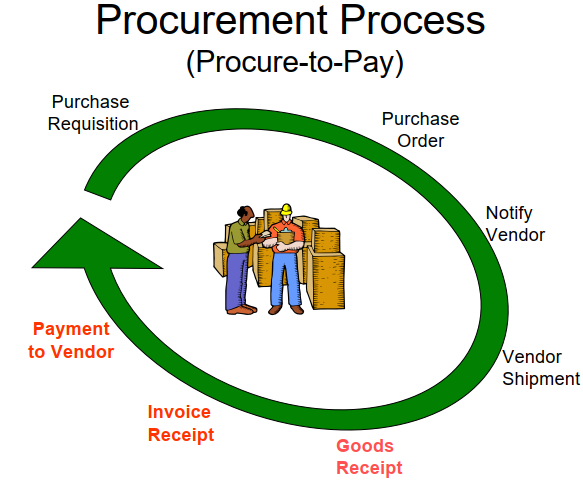 Procurement Process
(Procure-to-Pay)
Purchase
Requisition
Purchase
Order
Notify
Vendor
Vendor
Shipment
Goods
Receipt
Invoice
Receipt
Payment
to Vendor